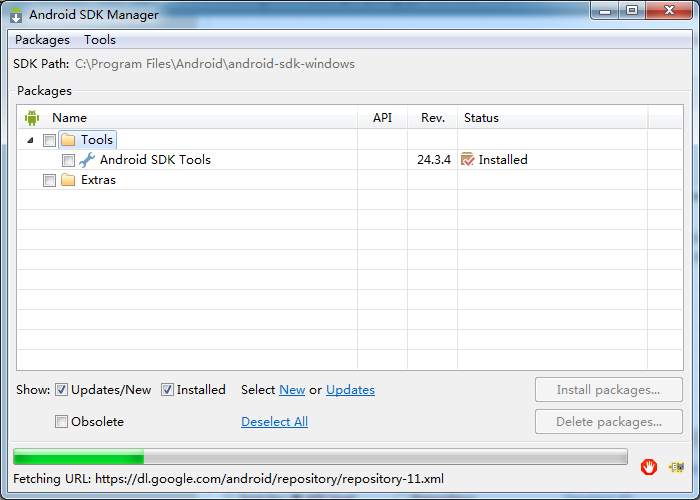 Android SDK Manager
Packages Tools
SDK Path: C:\Program Files\Android\android-sdk-windows
Packages
Name API Rev. Status
Tools
Android SDK Tools 24.3.4 Installed
Extras
Show: Updates/New Installed Select New or Updates Install packages...
Obsolete Deselect All Delete packages...
Fetching URL: https://dl.google.com/android/repository/repository-11.xml